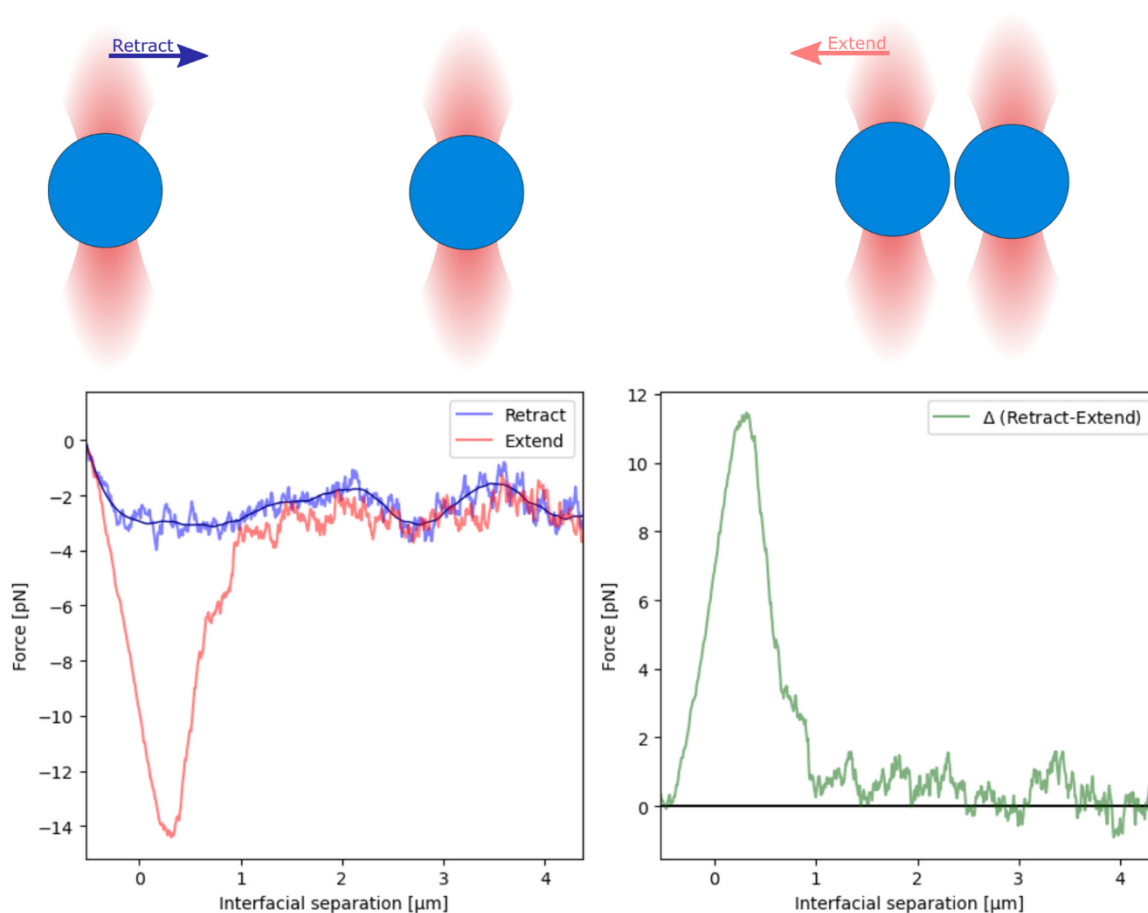 Retract
Extend
Retract
Extend
0
−2
−4
−6
−8
−10
−12
−14
Force [pN]
0
1
2
3
4
Interfacial separation [μm]
Δ (Retract-Extend)
12
10
8
6
4
2
0
Force [pN]
0
1
2
3
4
Interfacial separation [μm]